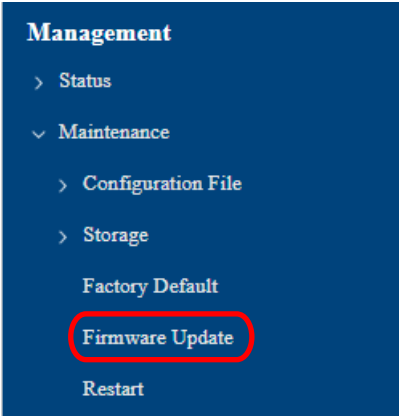 Management
Status
Maintenance
Configuration File
Storage
Factory Default
Firmware Update
Restart